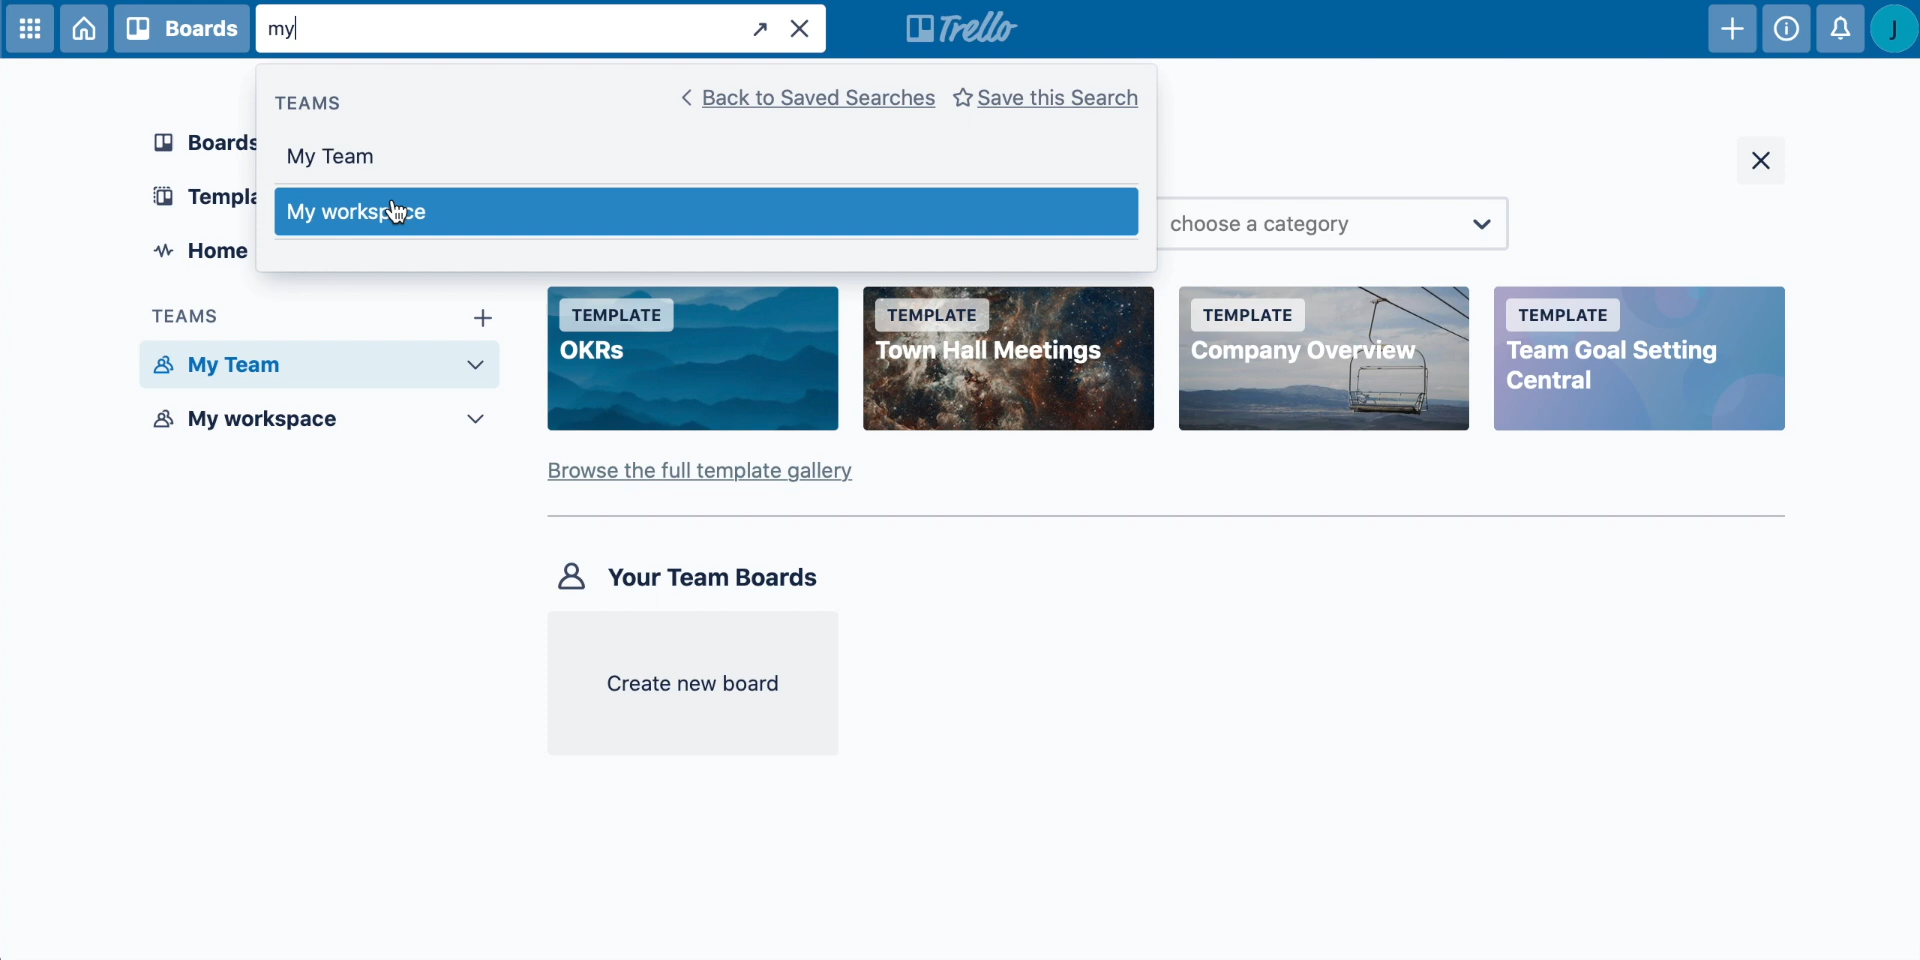 Boards
my
Trello
J
TEAMS
Back to Saved Searches
Save this Search
My Team
My workspace
Boards
Templa
Home
choose a category
TEAMS
My Team
My workspace
TEMPLATE
OKRs
TEMPLATE
Town Hall Meetings
TEMPLATE
Company Overview
TEMPLATE
Team Goal Setting
Central
Browse the full template gallery
Your Team Boards
Create new board